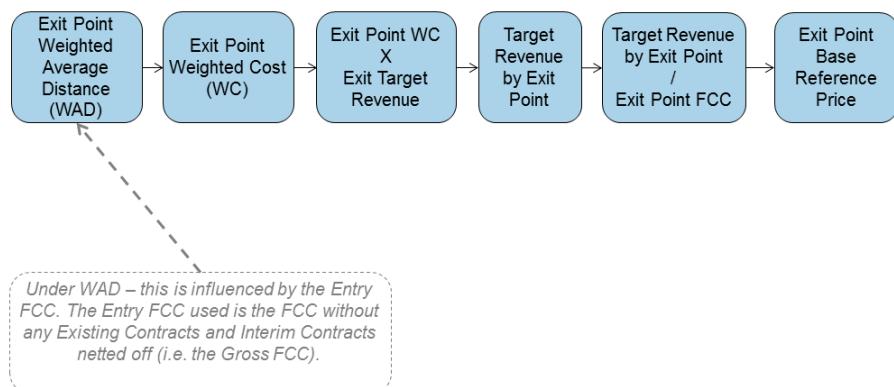 Exit Point
Weighted
Average
Distance
(WAD)
Exit Point
Weighted Cost
(WC)
Exit Point WC
X
Exit Target
Revenue
Target
Revenue
by Exit
Point
Target Revenue
by Exit Point
/
Exit Point FCC
Exit Point
Base
Reference
Price
Under WAD – this is influenced by the Entry
FCC. The Entry FCC used is the FCC without
any Existing Contracts and Interim Contracts
netted off (i.e. the Gross FCC).